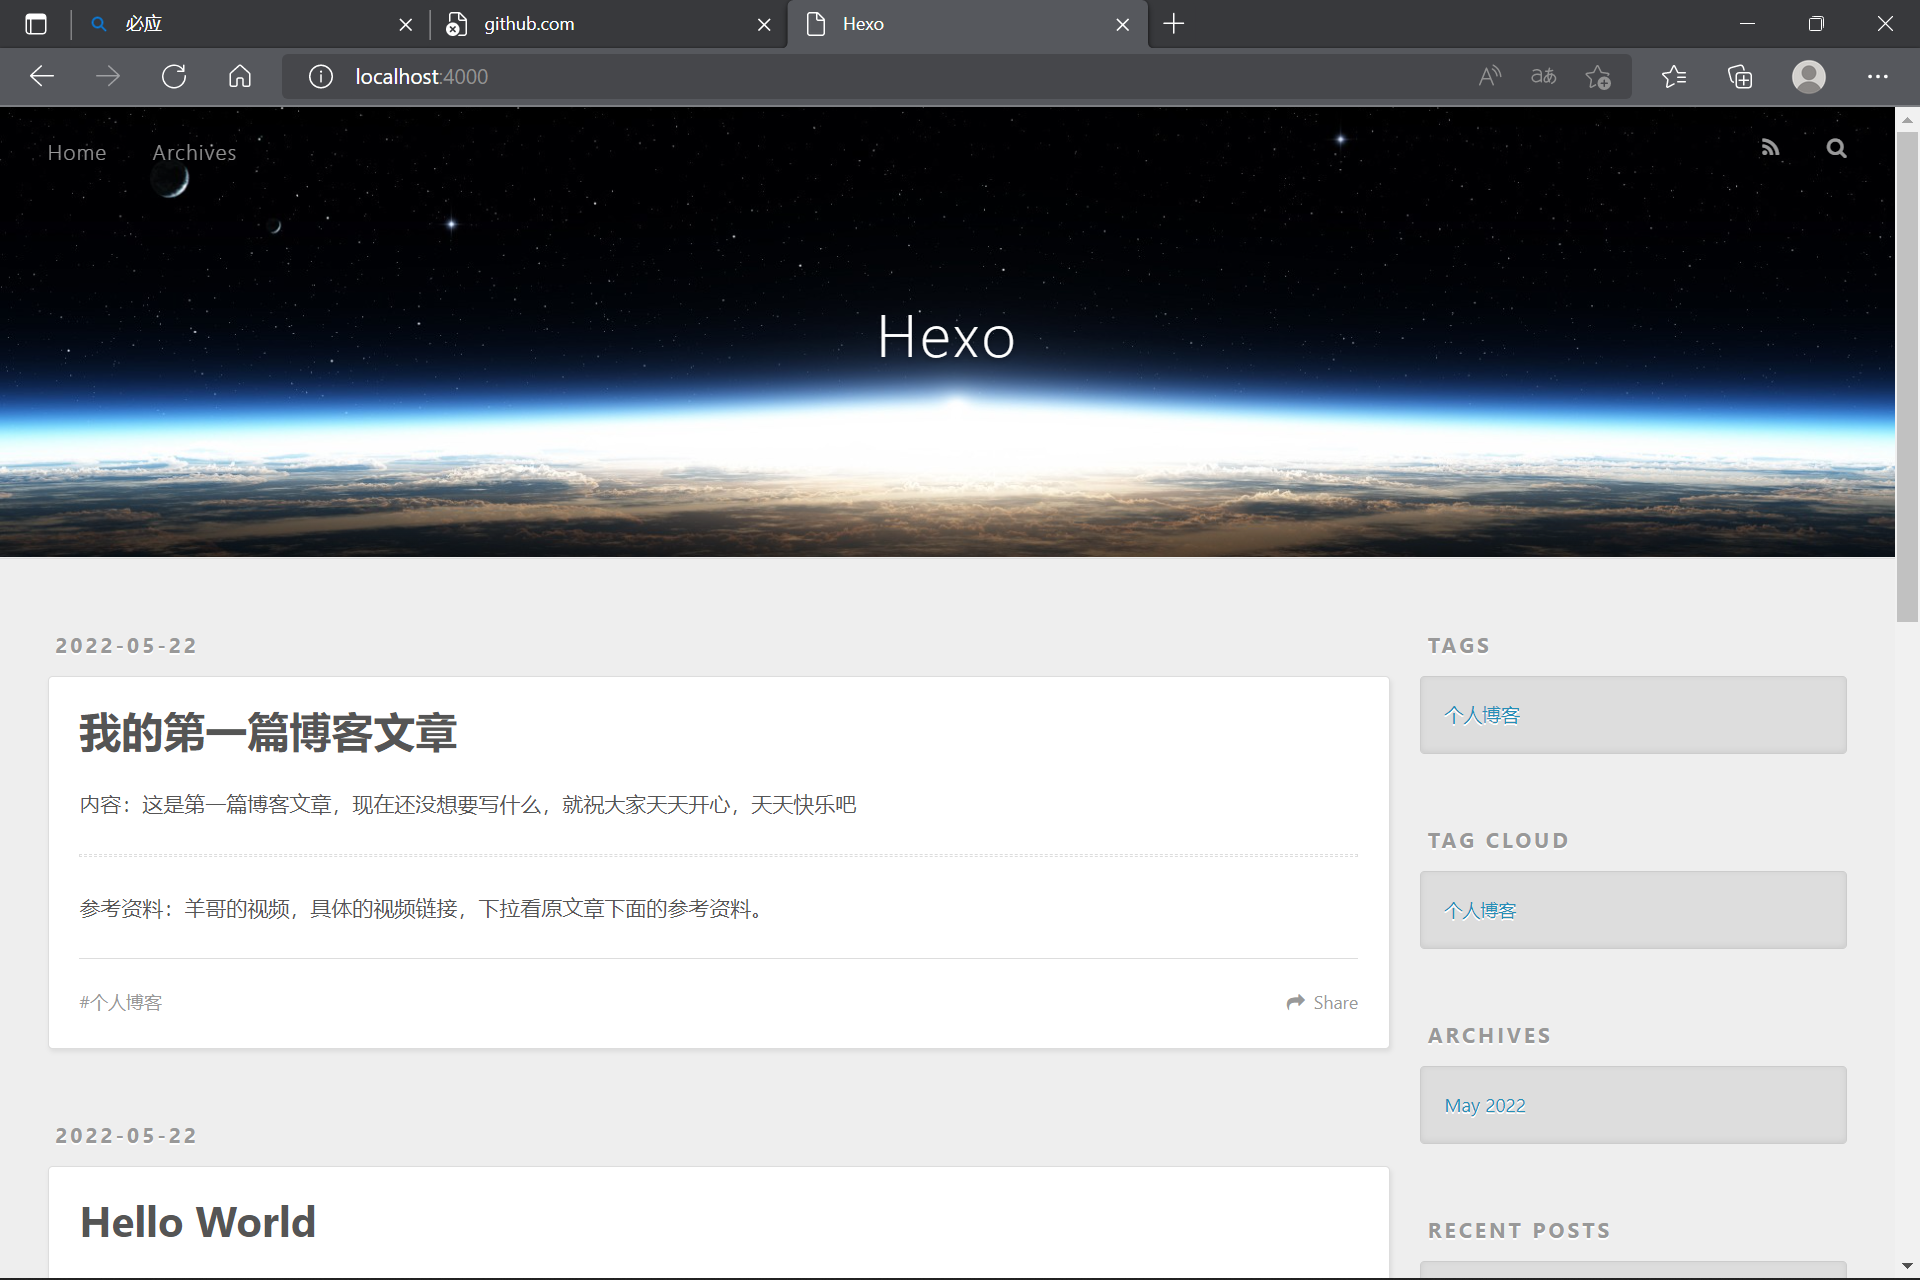 必应
github.com
Hexo
localhost:4000
Home
Archives
Hexo
2022-05-22
我的第一篇博客文章
内容：这是第一篇博客文章，现在还没想要写什么，就祝大家天天开心，天天快乐吧
参考资料：羊哥的视频，具体的视频链接，下拉看原文章下面的参考资料。
#个人博客
Share
2022-05-22
Hello World
TAGS
个人博客
TAG CLOUD
个人博客
ARCHIVES
May 2022
RECENT POSTS